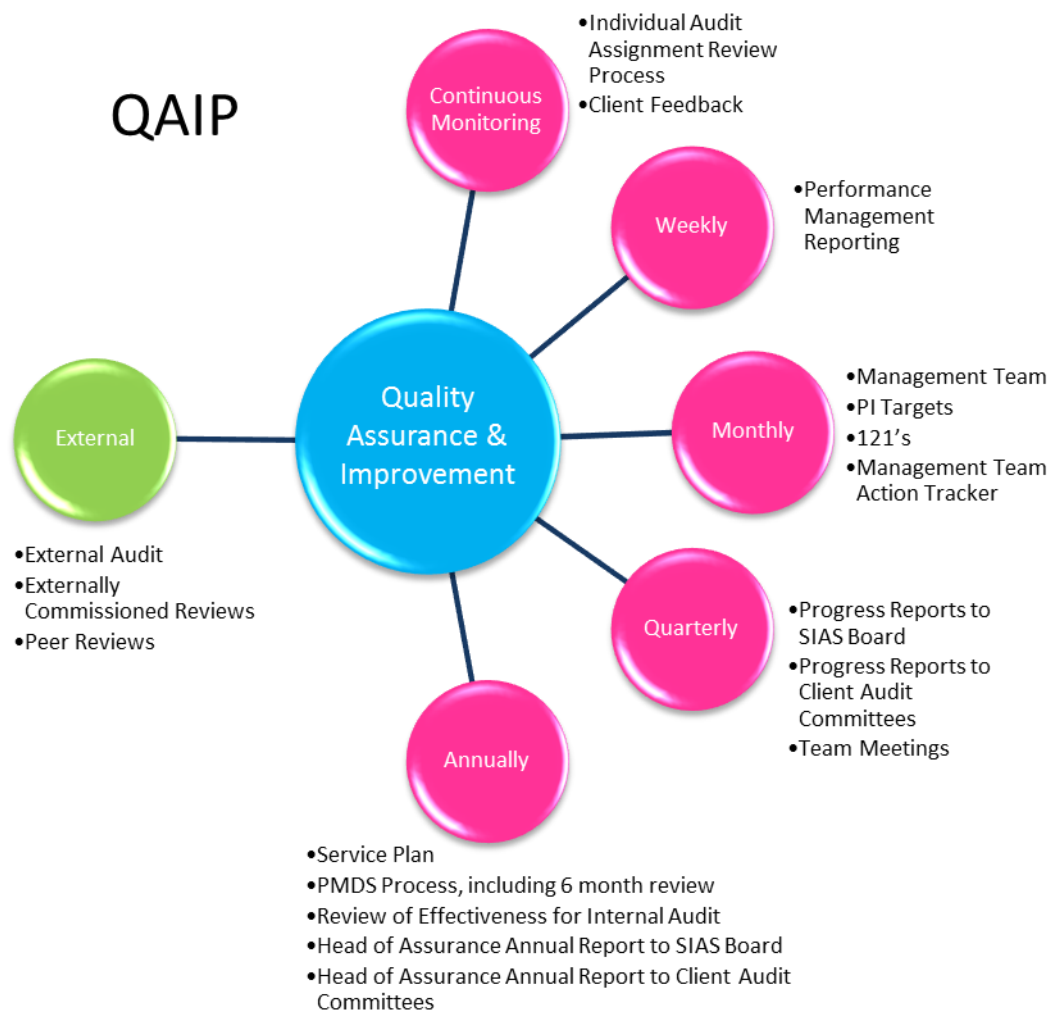 QAIP
Continuous
Monitoring
•Individual Audit
Assignment Review
Process
•Client Feedback
Weekly
•Performance
Management
Reporting
Monthly
•Management Team
•PI Targets
•121’s
•Management Team
Action Tracker
Quality
Assurance &
Improvement
External
•External Audit
•Externally
Commissioned Reviews
•Peer Reviews
Quarterly
•Progress Reports to
SIAS Board
•Progress Reports to
Client Audit
Committees
•Team Meetings
Annually
•Service Plan
•PMDS Process, including 6 month review
•Review of Effectiveness for Internal Audit
•Head of Assurance Annual Report to SIAS Board
•Head of Assurance Annual Report to Client Audit
Committees